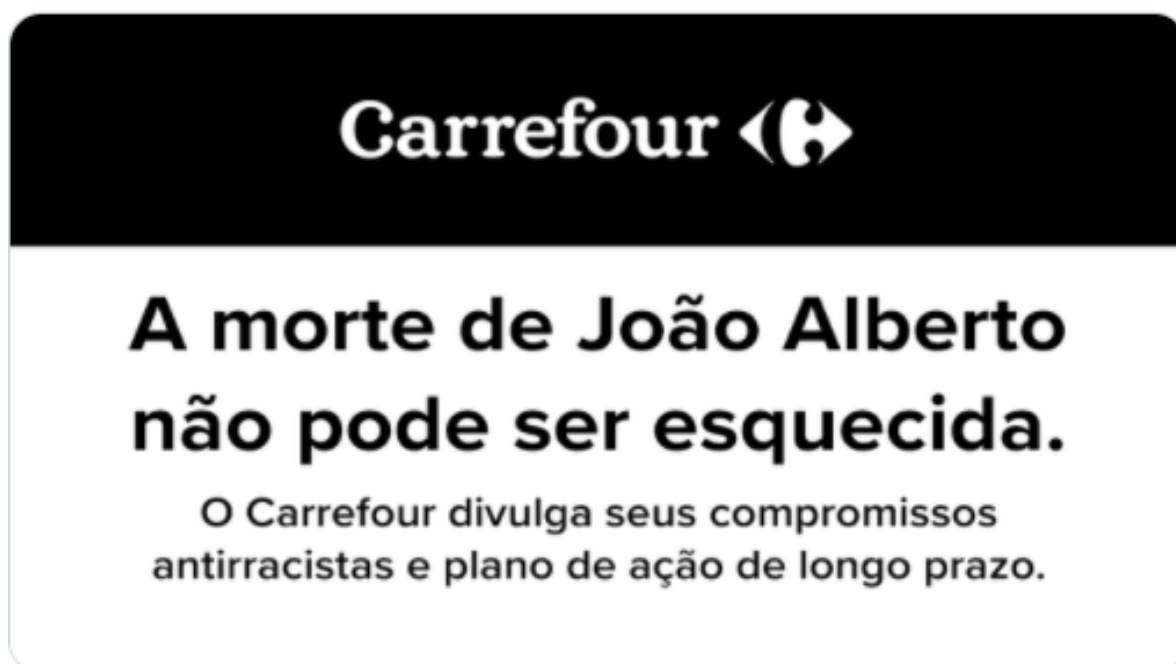 Carrefour
A morte de João Alberto
não pode ser esquecida.
O Carrefour divulga seus compromissos
antirracistas e plano de ação de longo prazo.